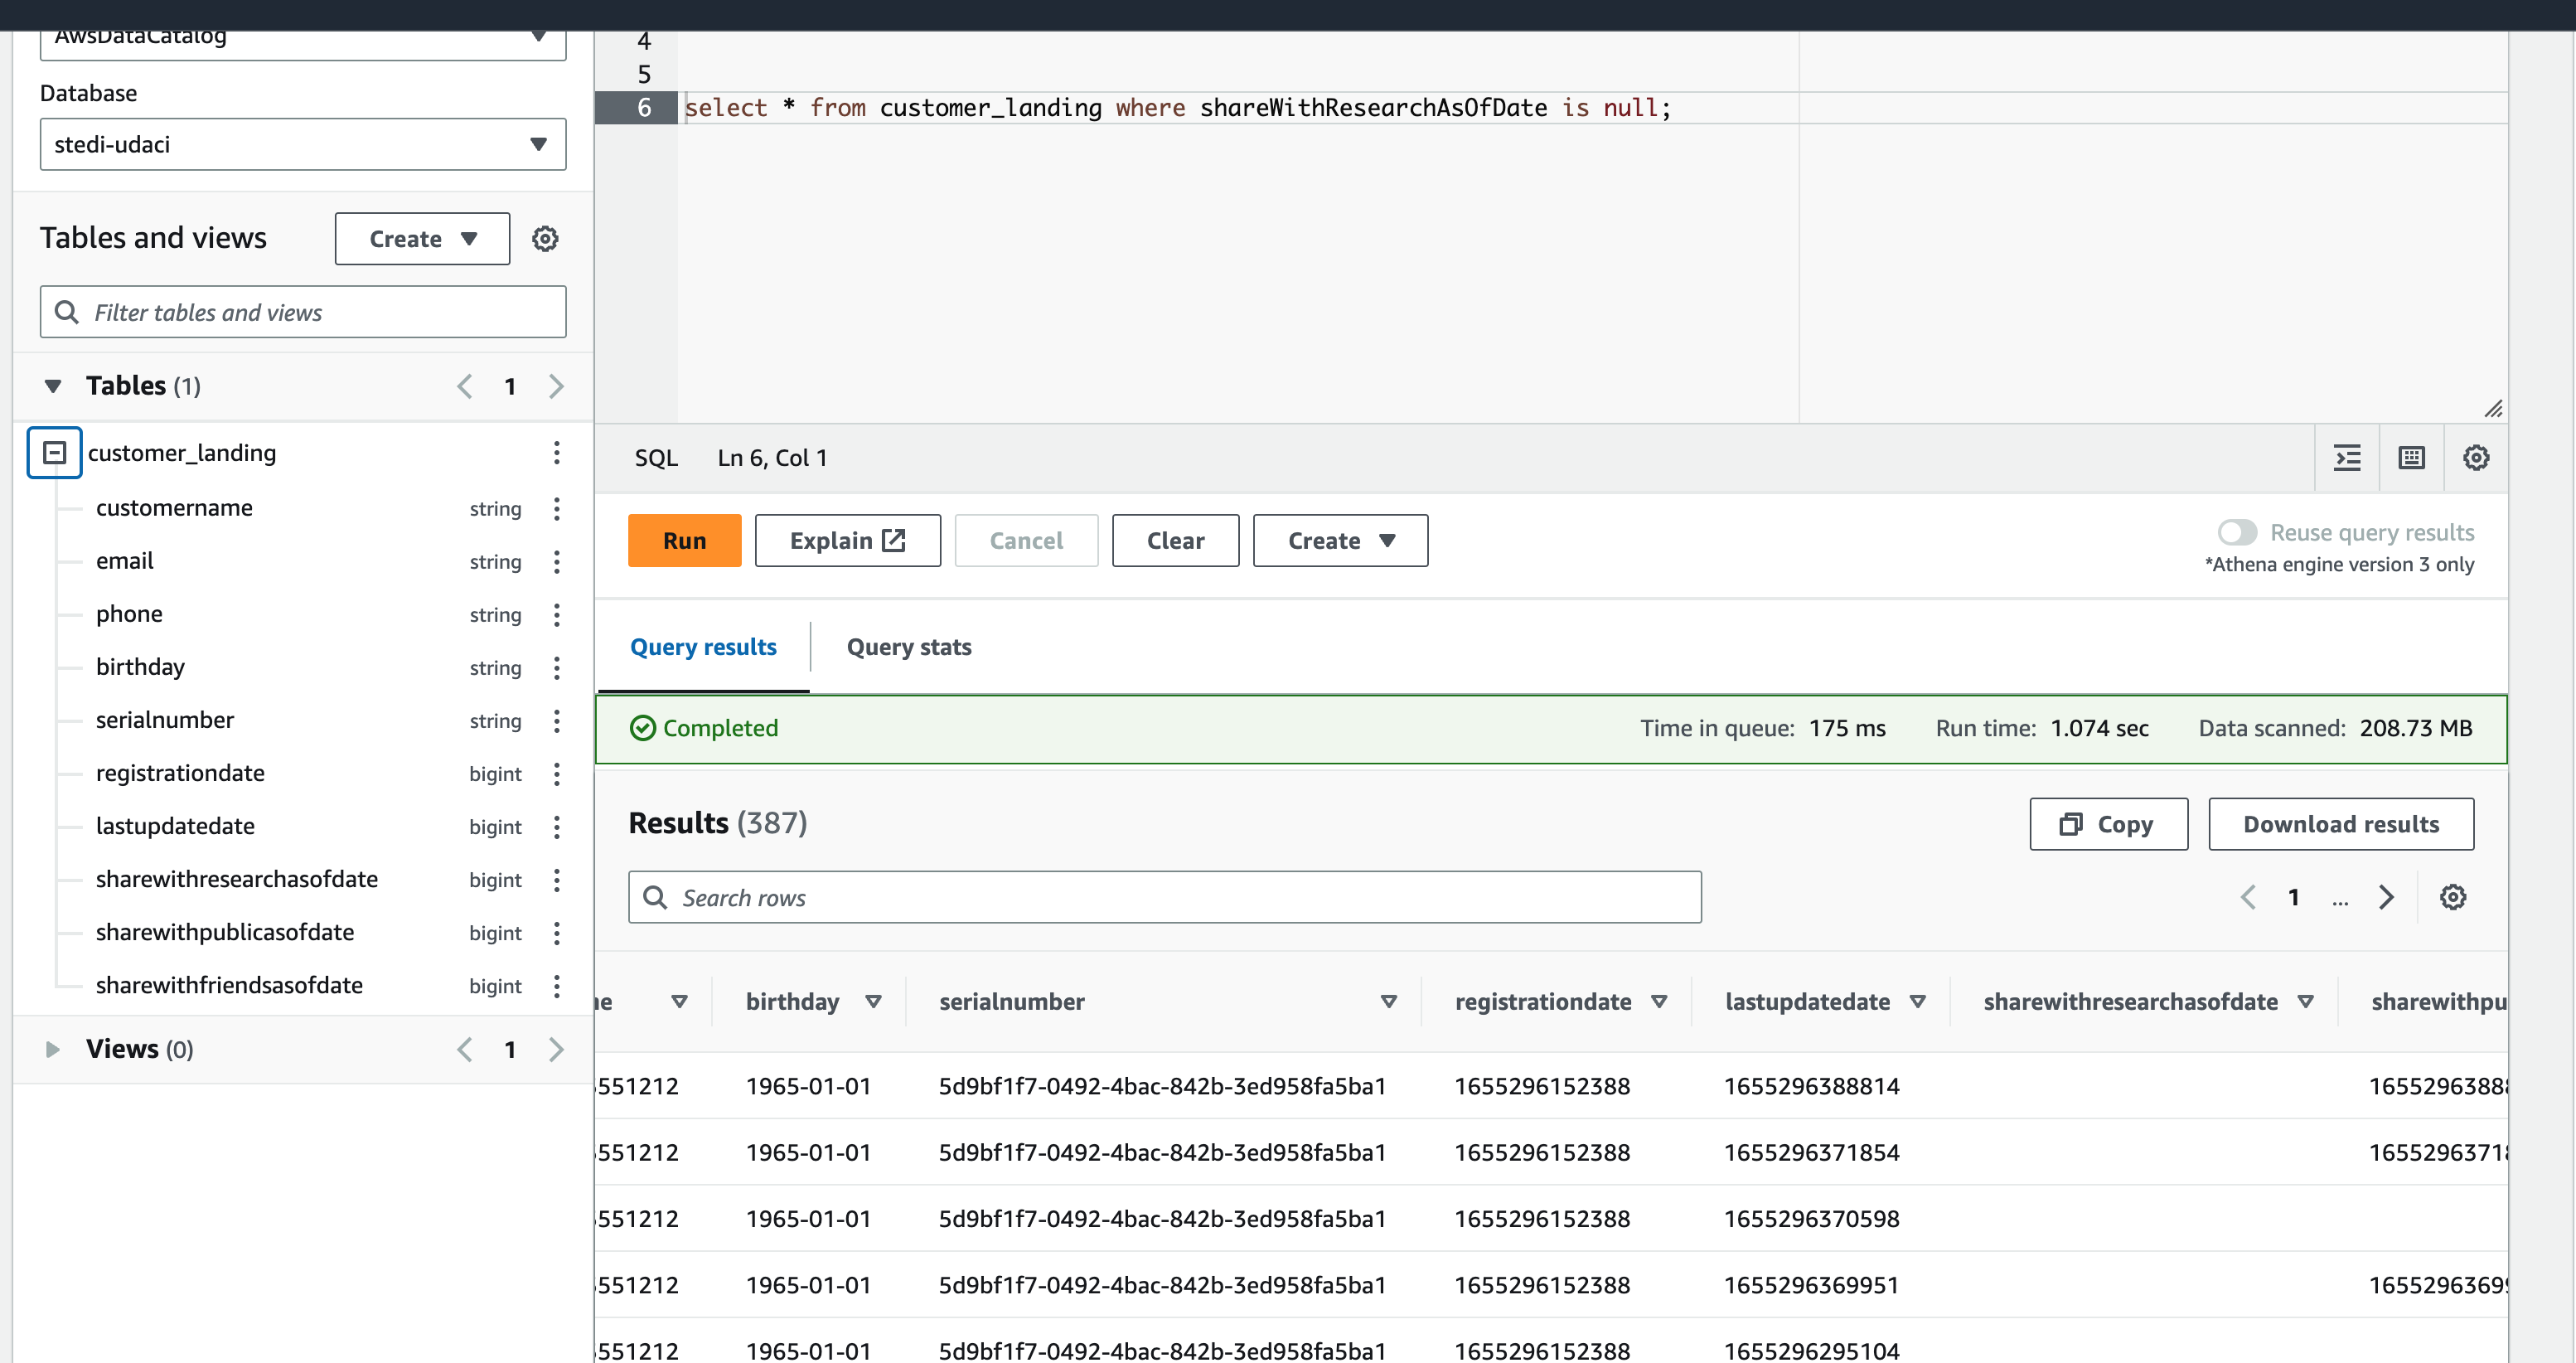 AwsDataCatalog
Database
stedi-udaci
Tables and views
Create
Filter tables and views
Tables (1)
1
customer_landing
customername string
email string
phone string
birthday string
serialnumber string
registrationdate bigint
lastupdatedate bigint
sharewithresearchasofdate bigint
sharewithpublicasofdate bigint
sharewithfriendsasofdate bigint
Views (0)
1
4
5
6 select * from customer_landing where shareWithResearchAsOfDate is null;
SQL Ln 6, Col 1
Run Explain Cancel Clear Create
Reuse query results
*Athena engine version 3 only
Query results Query stats
Completed Time in queue: 175 ms Run time: 1.074 sec Data scanned: 208.73 MB
Results (387)
Copy Download results
Search rows
1 ...
birthday serialnumber registrationdate lastupdatedate sharewithresearchasofdate sharewithpu
551212 1965-01-01 5d9bf1f7-0492-4bac-842b-3ed958fa5ba1 1655296152388 1655296388814 165529638
551212 1965-01-01 5d9bf1f7-0492-4bac-842b-3ed958fa5ba1 1655296152388 1655296371854 165529637
551212 1965-01-01 5d9bf1f7-0492-4bac-842b-3ed958fa5ba1 1655296152388 1655296370598
551212 1965-01-01 5d9bf1f7-0492-4bac-842b-3ed958fa5ba1 1655296152388 1655296369951 165529636
551212 1965-01-01 5d9bf1f7-0492-4bac-842b-3ed958fa5ba1 1655296152388 1655296295104